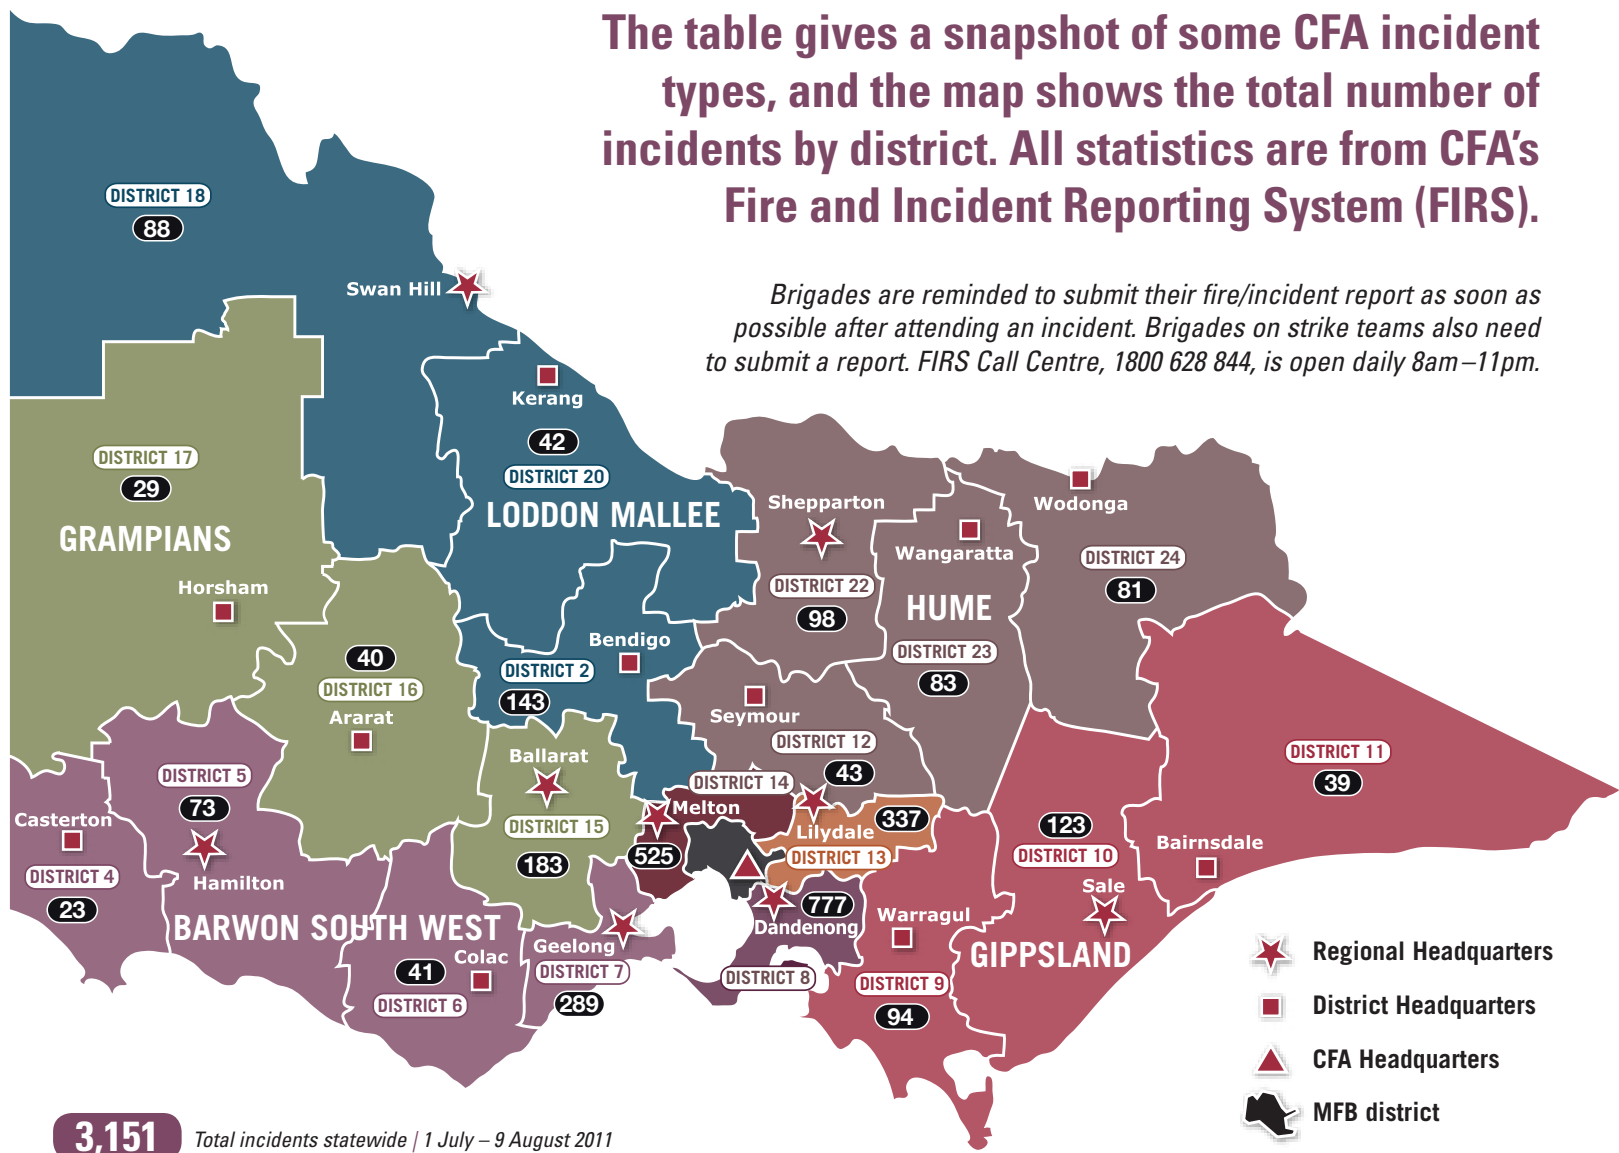 The table gives a snapshot of some CFA incident
types, and the map shows the total number of
incidents by district. All statistics are from CFA's
Fire and Incident Reporting System (FIRS).
Brigades are reminded to submit their fire/incident report as soon as
possible after attending an incident. Brigades on strike teams also need
to submit a report. FIRS Call Centre, 1800 628 844, is open daily 8am–11pm.
DISTRICT 18
88
Swan Hill
Kerang
42
DISTRICT 20
LODDON MALLEE
DISTRICT 17
29
GRAMPIANS
Horsham
Shepparton
DISTRICT 22
98
Wangaratta
HUME
DISTRICT 23
83
Wodonga
DISTRICT 24
81
40
DISTRICT 16
Ararat
Bendigo
DISTRICT 2
143
Seymour
DISTRICT 12
43
DISTRICT 11
39
Bairnsdale
DISTRICT 5
73
Hamilton
Casterton
DISTRICT 4
23
BARWON SOUTH WEST
Ballarat
DISTRICT 15
183
DISTRICT 14
Melton
525
Lilydale
337
DISTRICT 13
777
Dandenong
DISTRICT 8
123
DISTRICT 10
Sale
GIPPSLAND
Warragul
DISTRICT 9
94
41
Colac
DISTRICT 6
Geelong
DISTRICT 7
289
Regional Headquarters
District Headquarters
CFA Headquarters
MFB district
3,151
Total incidents statewide | 1 July – 9 August 2011